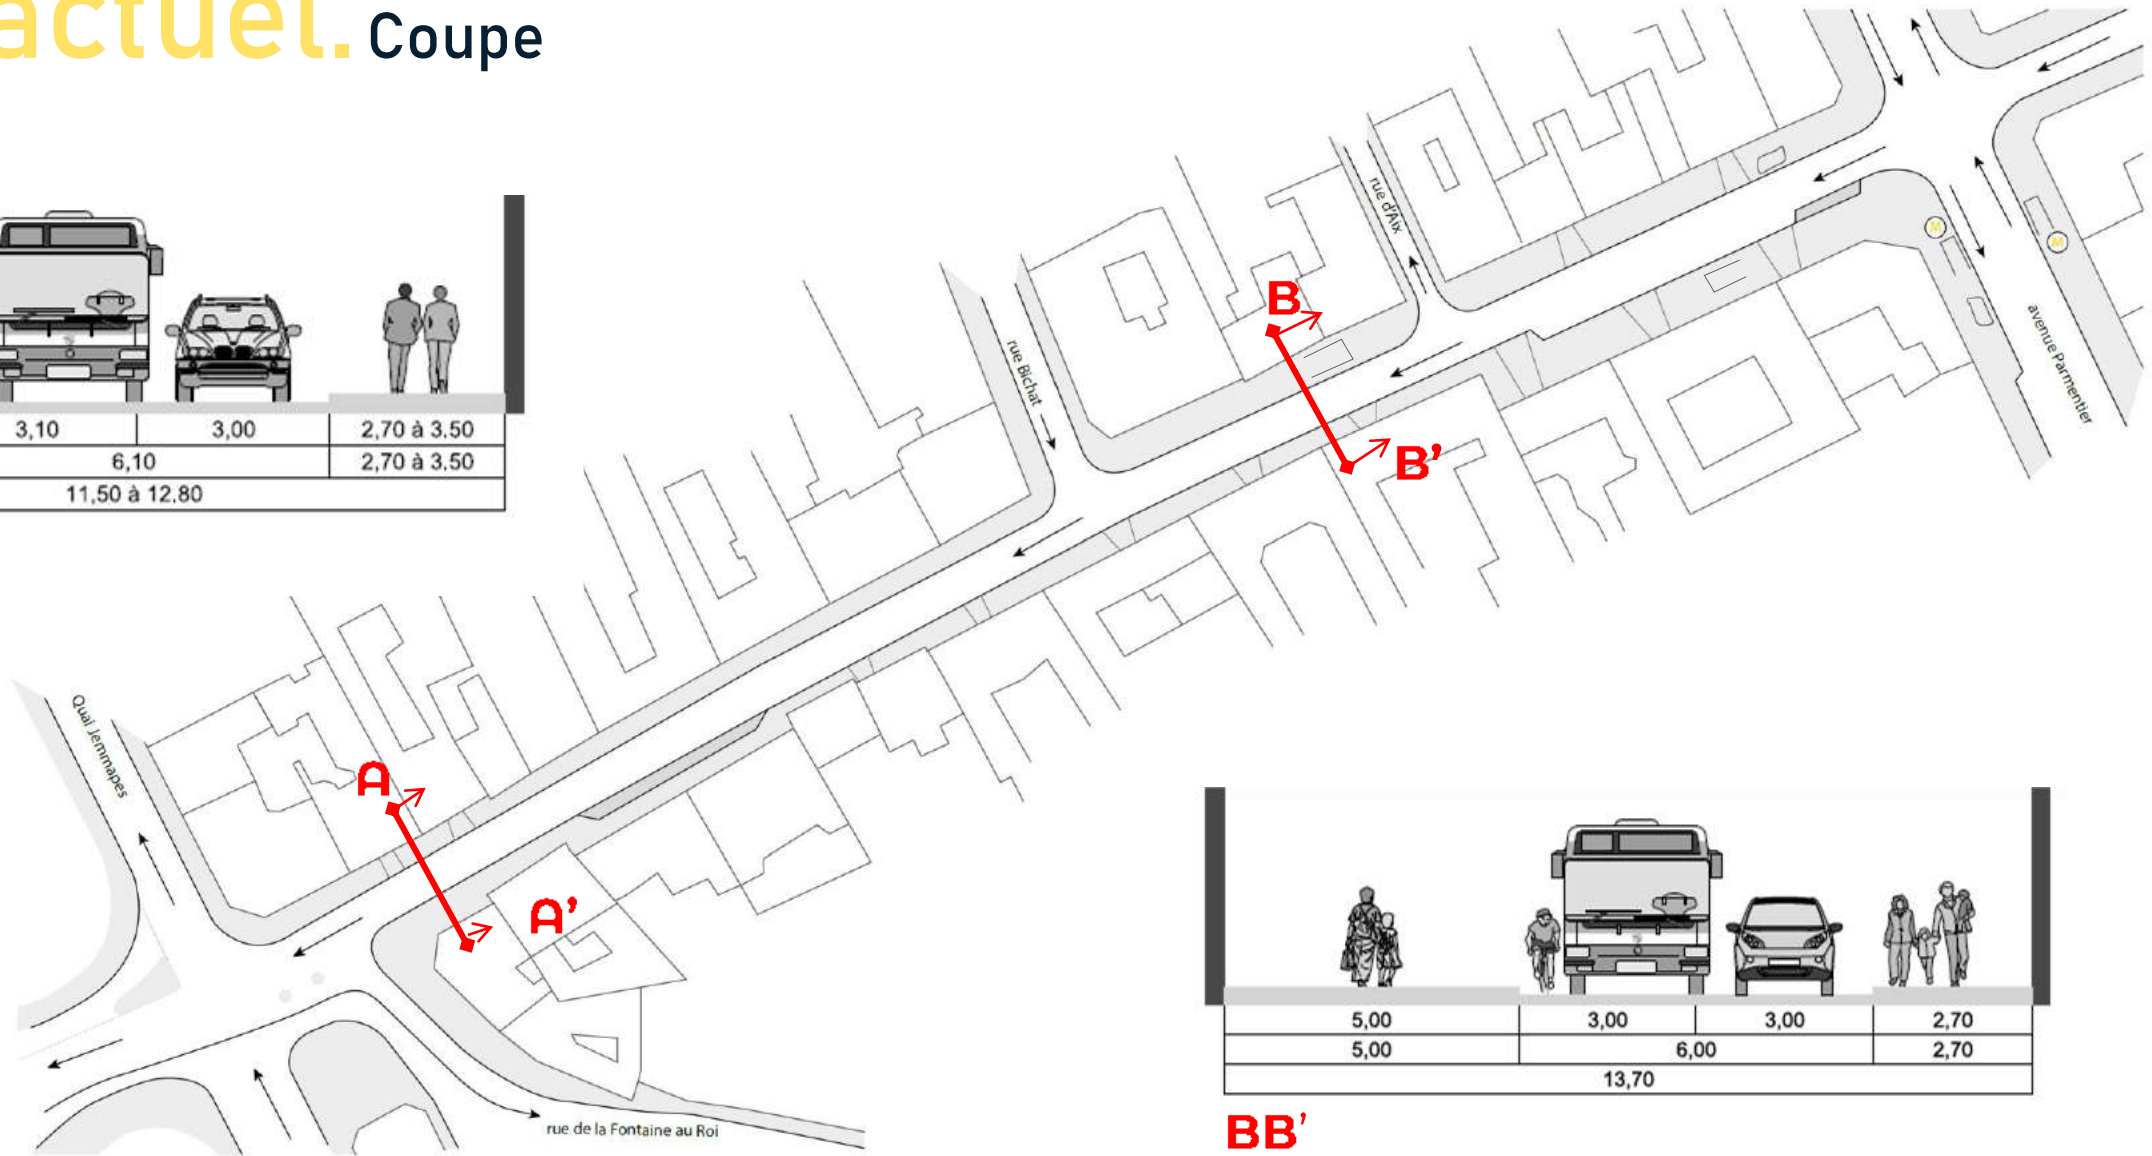 actuel. Coupe
3,10 3,00 2,70 à 3.50
6,10 2,70 à 3.50
11,50 à 12.80
rue d'Aix
rue Bichat
avenue Parmentier
M
M
B
B'
Quai Jemmapes
A
A'
rue de la Fontaine au Roi
5,00 3,00 3,00 2,70
5,00 6,00 2,70
13,70
BB'